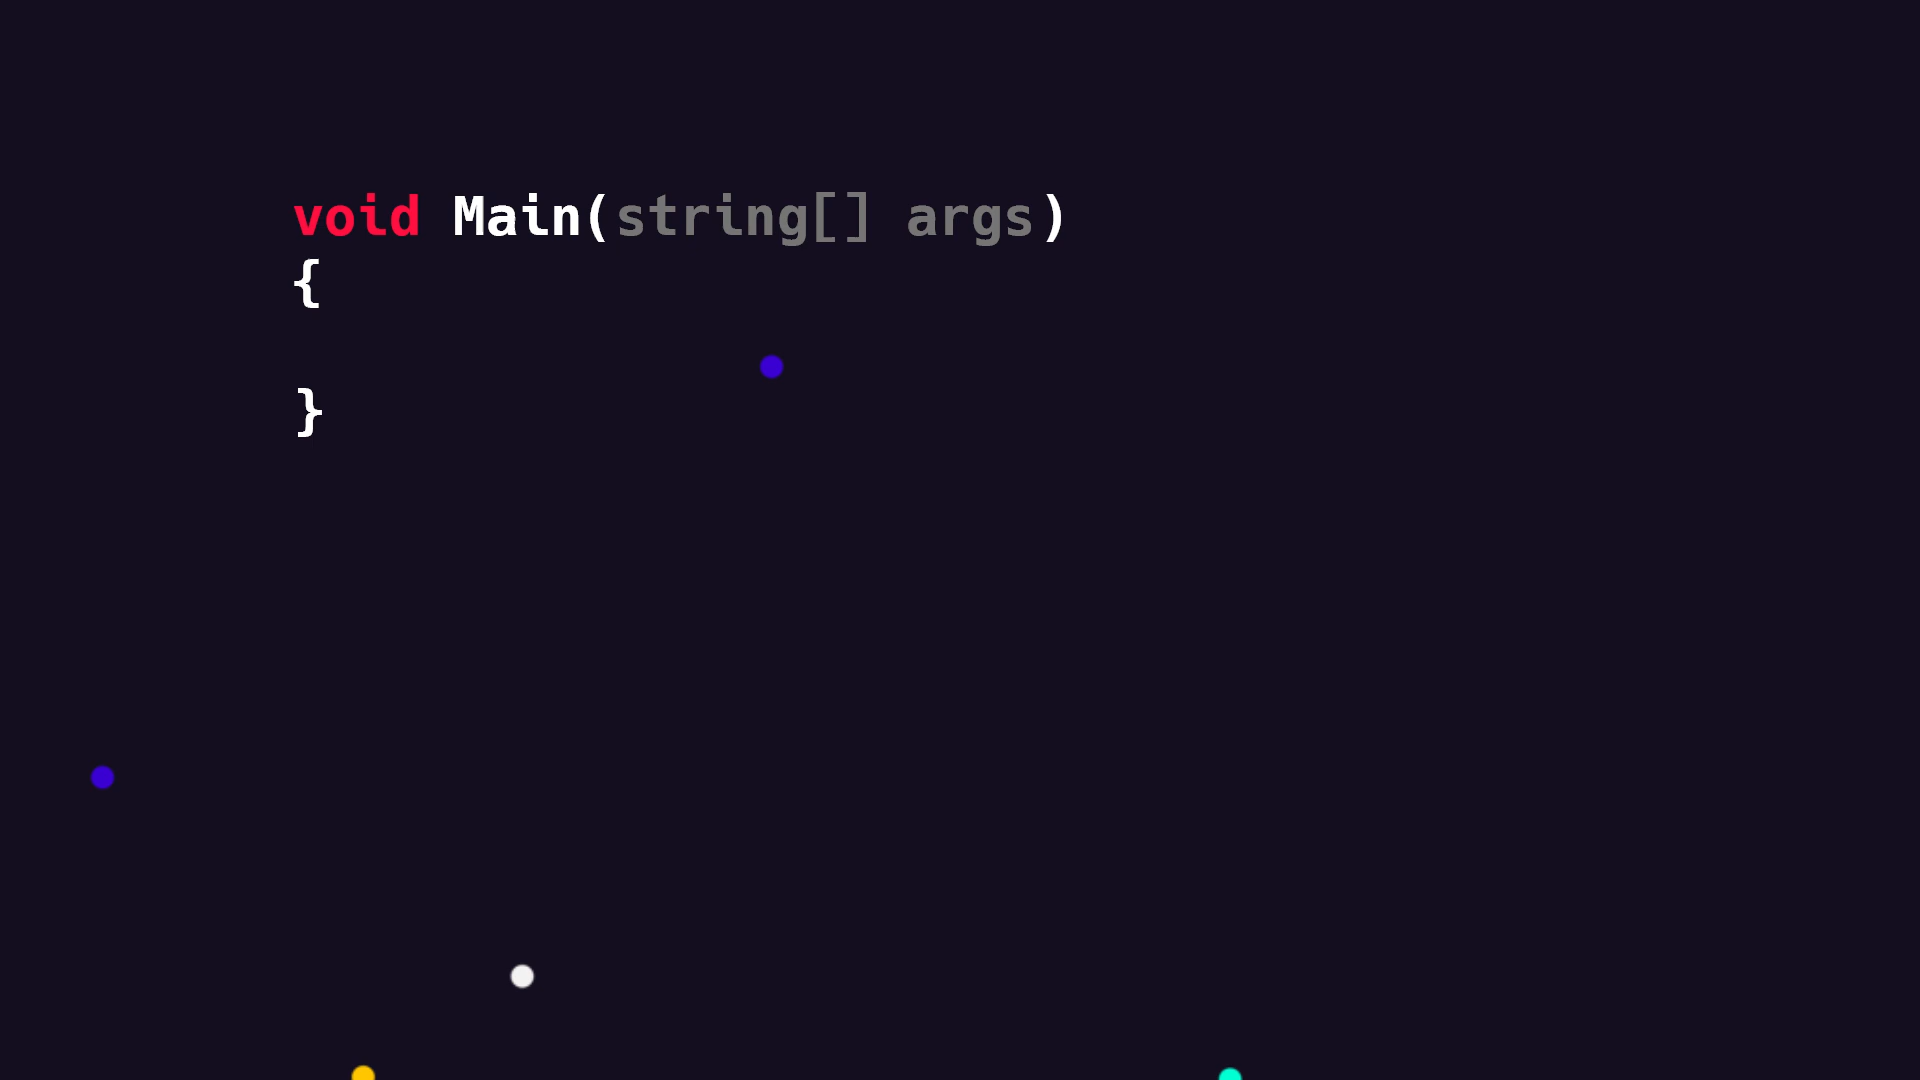 void Main(string[] args)
{
}